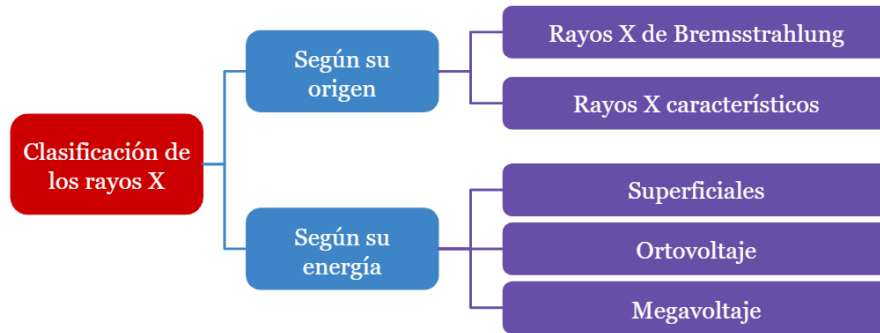 Clasificación de
los rayos X
Según su
origen
Rayos X de Bremsstrahlung
Rayos X característicos
Según su
energía
Superficiales
Ortovoltaje
Megavoltaje